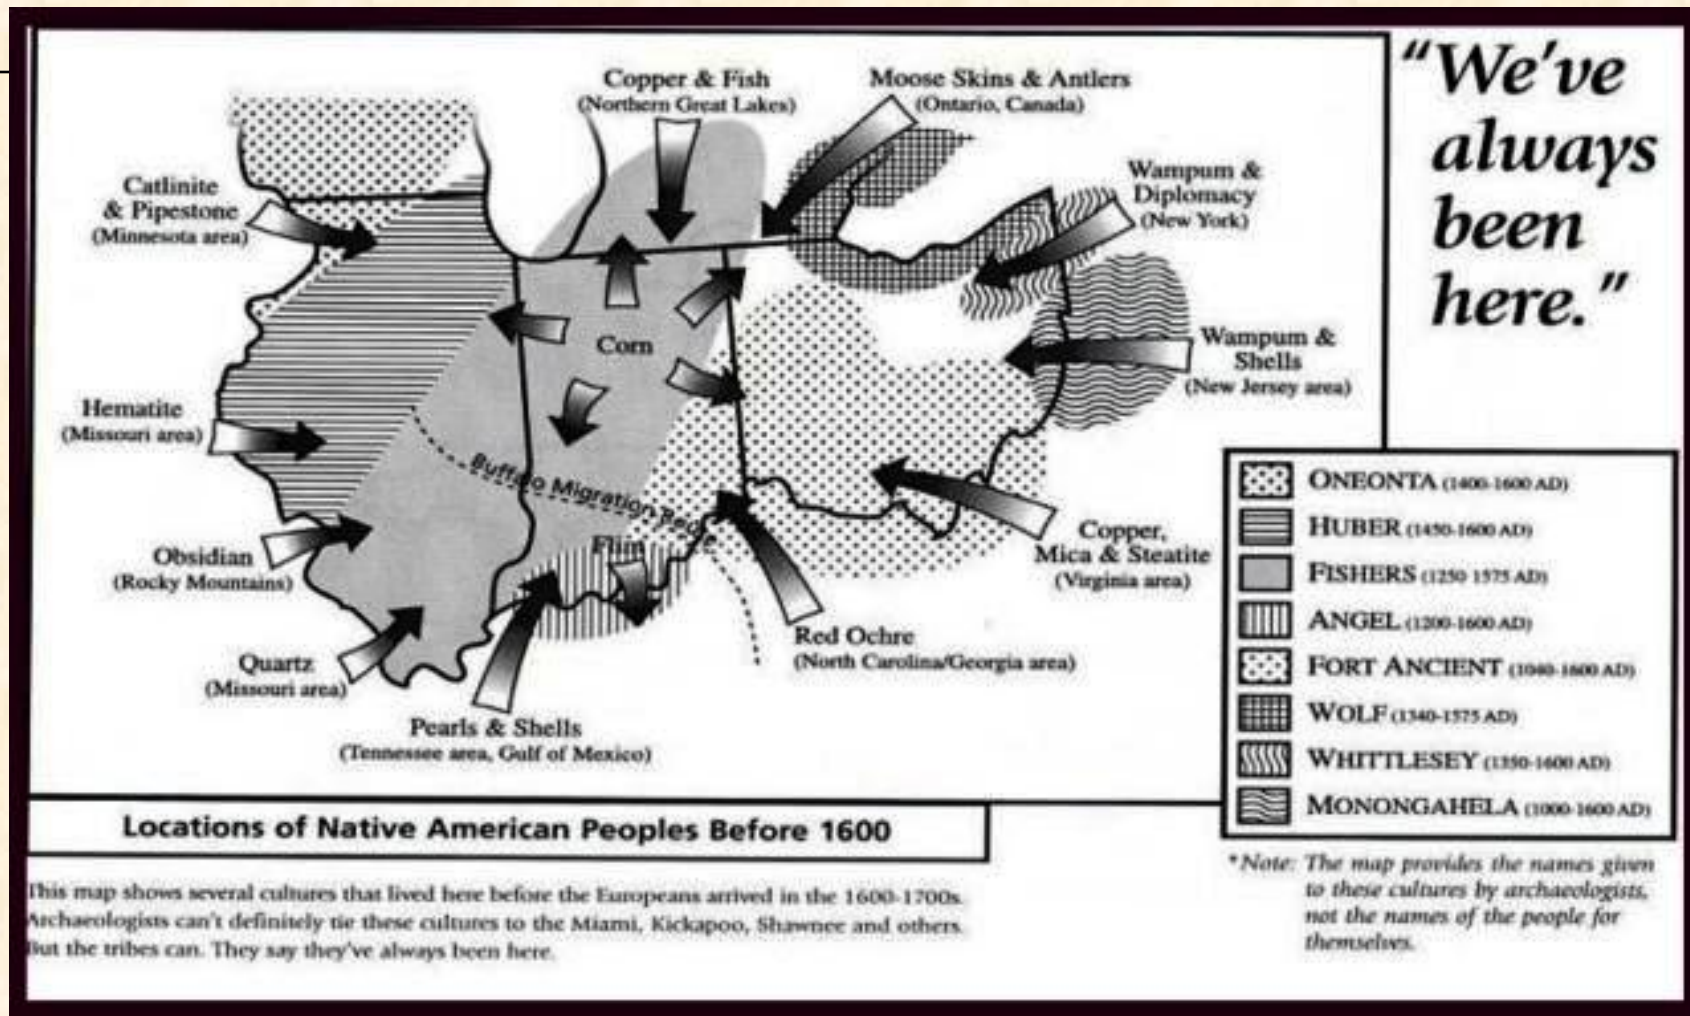 "We've
always
been
here."
Copper & Fish
(Northern Great Lakes)
Moose Skins & Antlers
(Ontario, Canada)
Catlinite
& Pipestone
(Minnesota area)
Wampum &
Diplomacy
(New York)
Corn
Wampum &
Shells
(New Jersey area)
Hematite
(Missouri area)
Buffalo Migration Route
Flint
Obsidian
(Rocky Mountains)
Copper,
Mica & Steatite
(Virginia area)
Quartz
(Missouri area)
Red Ochre
(North Carolina/Georgia area)
Pearls & Shells
(Tennessee area, Gulf of Mexico)
ONEONTA (1400-1600 AD)
HUBER (1450-1600 AD)
FISHERS (1250 1575 AD)
ANGEL (1200-1600 AD)
FORT ANCIENT (1040-1600 AD)
WOLF (1340-1575 AD)
WHITTLESEY (1350-1600 AD)
MONONGAHELA (1000-1600 AD)
Locations of Native American Peoples Before 1600
This map shows several cultures that lived here before the Europeans arrived in the 1600-1700s.
Archaeologists can't definitely tie these cultures to the Miami, Kickapoo, Shawnee and others.
But the tribes can. They say they've always been here.
*Note: The map provides the names given
to these cultures by archaeologists,
not the names of the people for
themselves.